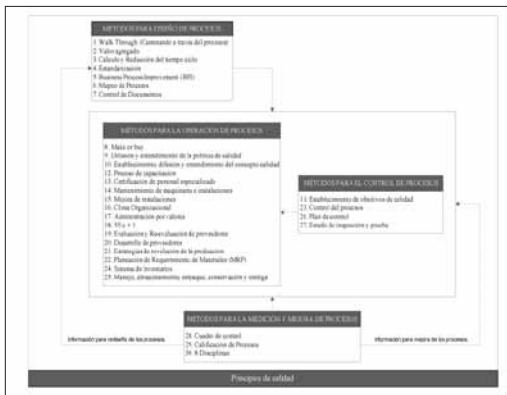 MÉTODOS PARA DISEÑO DE PROCESOS
1. Walk Through (Caminando a través del proceso)
2. Valor agregado
3. Cálculo y Reducción del tiempo ciclo
4. Estandarización
5. Business Process Improvement (BPI)
6. Mapeo de Procesos
7. Control de Documentos
MÉTODOS PARA LA OPERACIÓN DE PROCESOS
8. Make or buy
9. y entendimiento de la política de calidad
10. Establecimiento, difusión y entendimiento del concepto calidad
12. Proceso de capacitación
13. Certificación de personal especializado
14. Mantenimiento de maquinaria e instalaciones
15. de instalaciones
16. Clima Organizacional
17. Administración por valores
18. + 1
19. Evaluación y Reevaluación de proveedores
20. Desarrollo de proveedores
21. Estrategias de nivelación de la producción
22. Planeación de Requerimiento de Materiales (MRP)
24. Sistema de inventarios
25. Manejo, almacenamiento, empaque, conservación y entrega
MÉTODOS PARA EL CONTROL DE PROCESOS
11. Establecimiento de objetivos de calidad
23. Control del procesos
26. Plan de control
27. Estado de inspección y prueba
MÉTODOS PARA LA MEDICIÓN Y MEJORA DE PROCESOS
28. Cuadro de control
29. Calificación de Procesos
30. 8 Disciplinas
Información para rediseño de los procesos.
Información para mejora de los procesos.
Principios de calidad